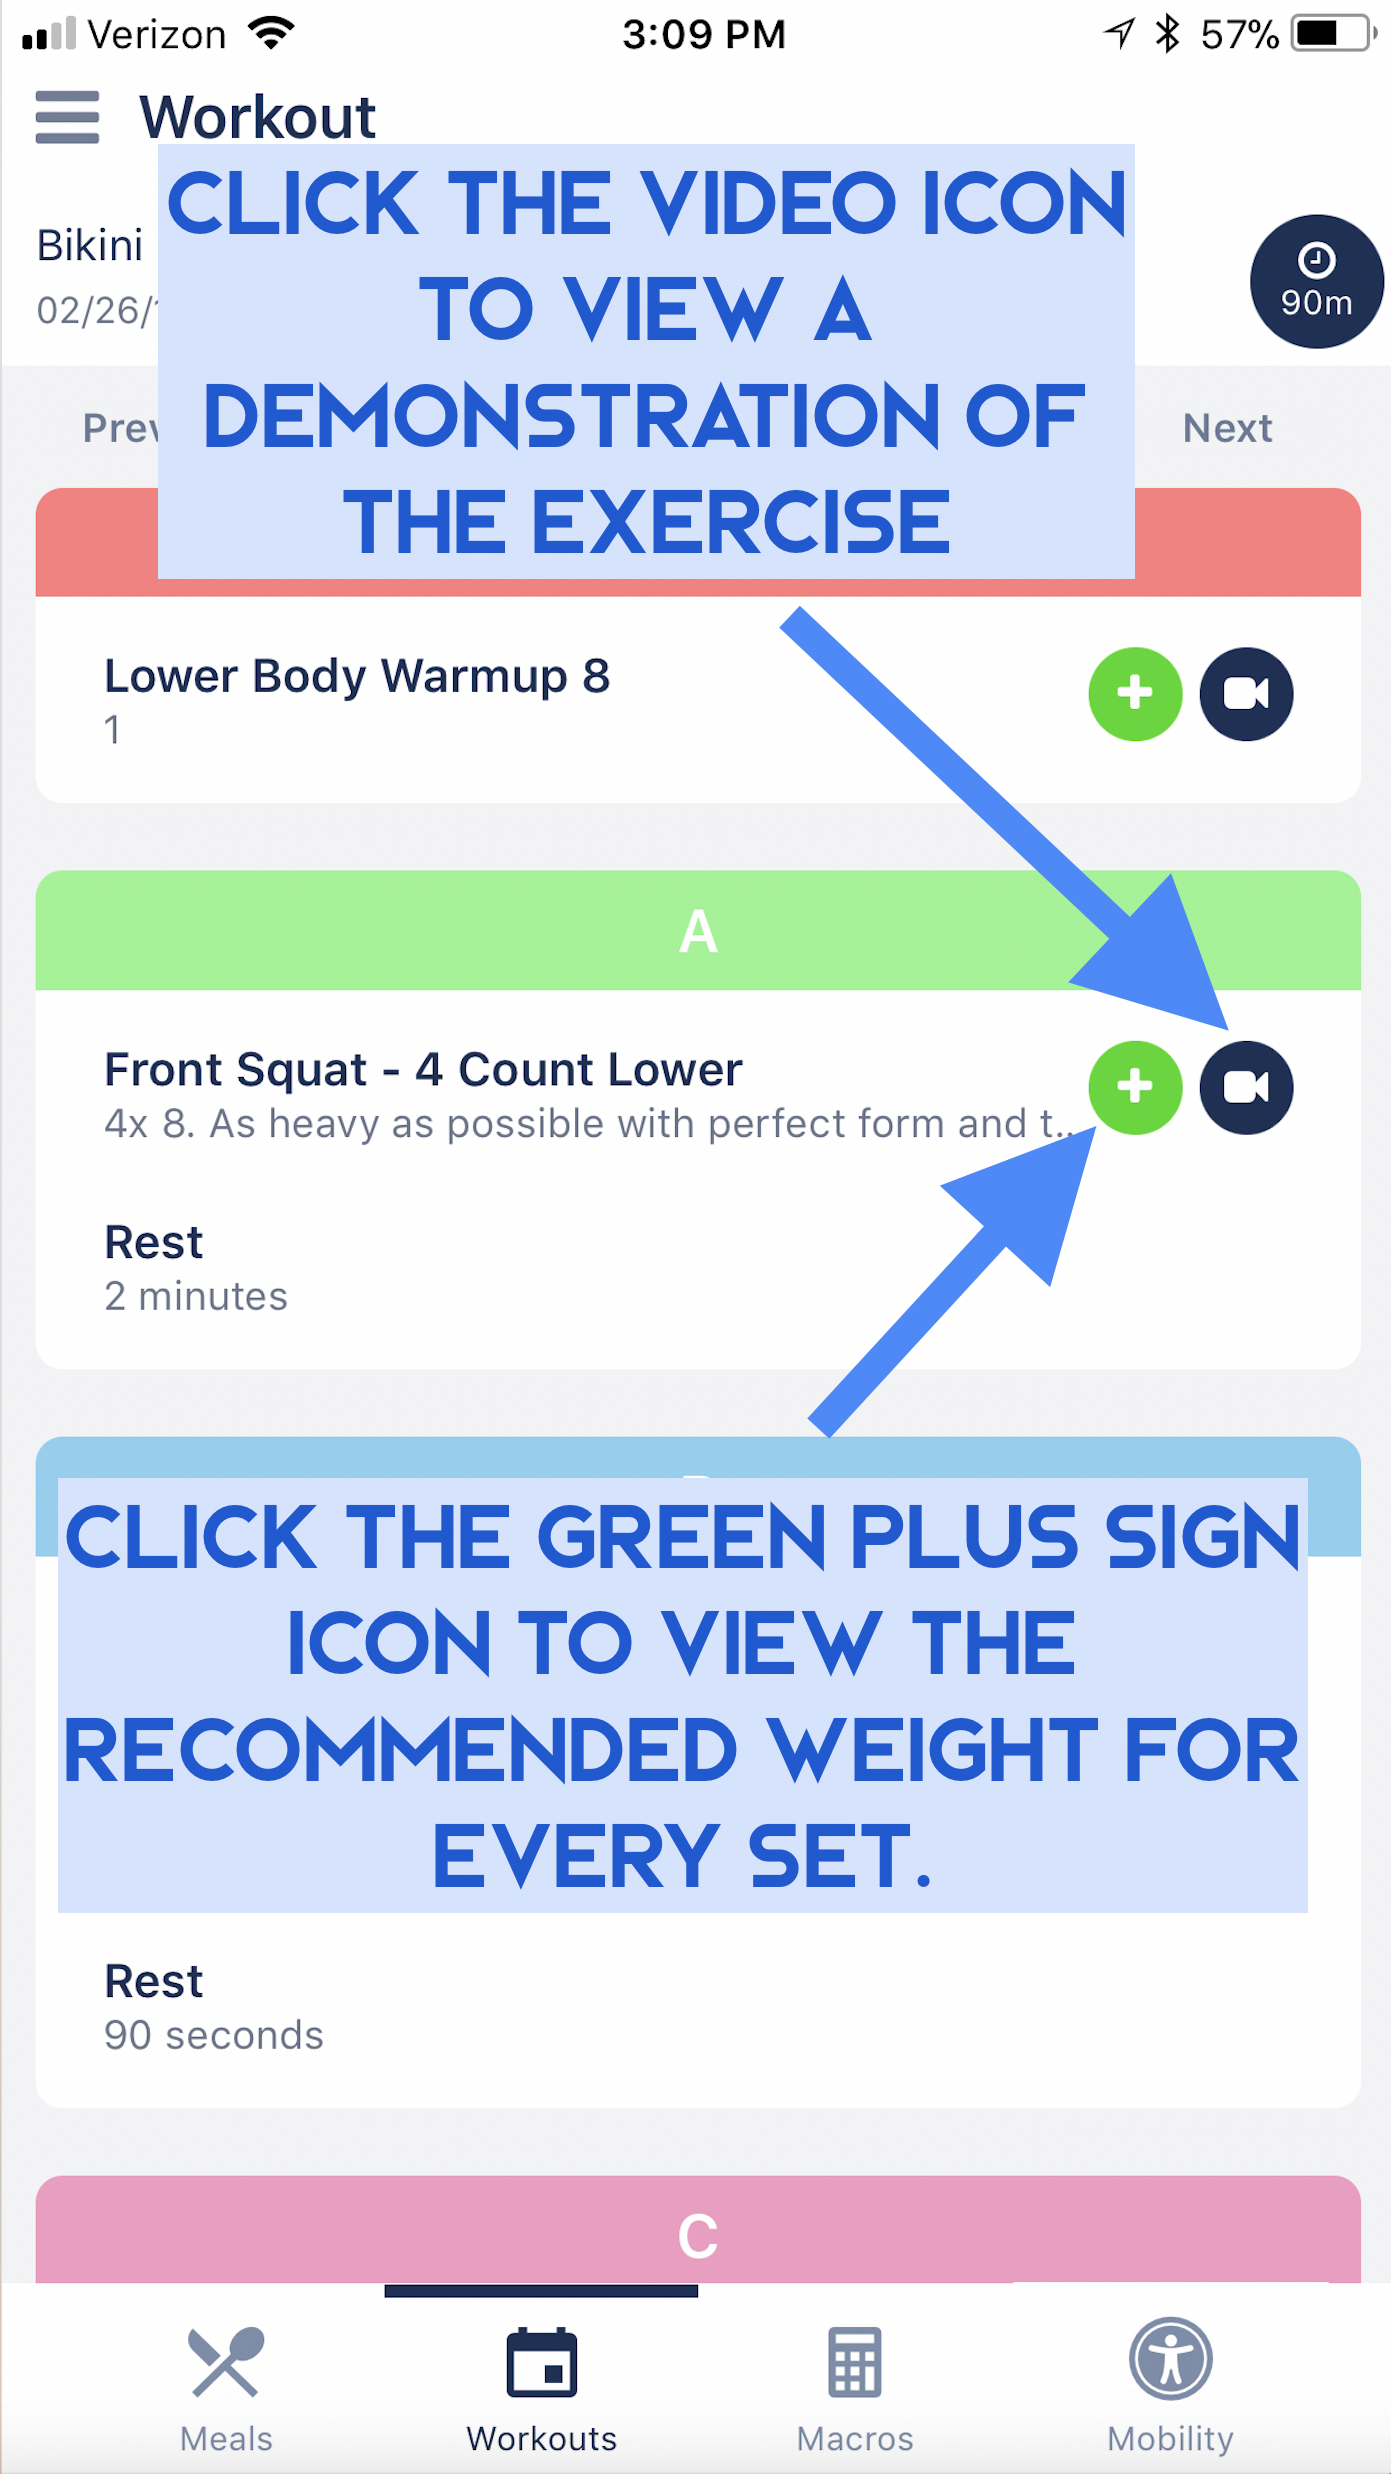 Verizon 3:09 PM 57%
Workout
CLICK THE VIDEO ICON
TO VIEW A
DEMONSTRATION OF
THE EXERCISE
Bikini
02/26/
90m
Next
Lower Body Warmup 8
1
A
Front Squat - 4 Count Lower
4x 8. As heavy as possible with perfect form and t..
Rest
2 minutes
CLICK THE GREEN PLUS SIGN
ICON TO VIEW THE
RECOMMENDED WEIGHT FOR
EVERY SET.
Rest
90 seconds
C
Meals Workouts Macros Mobility